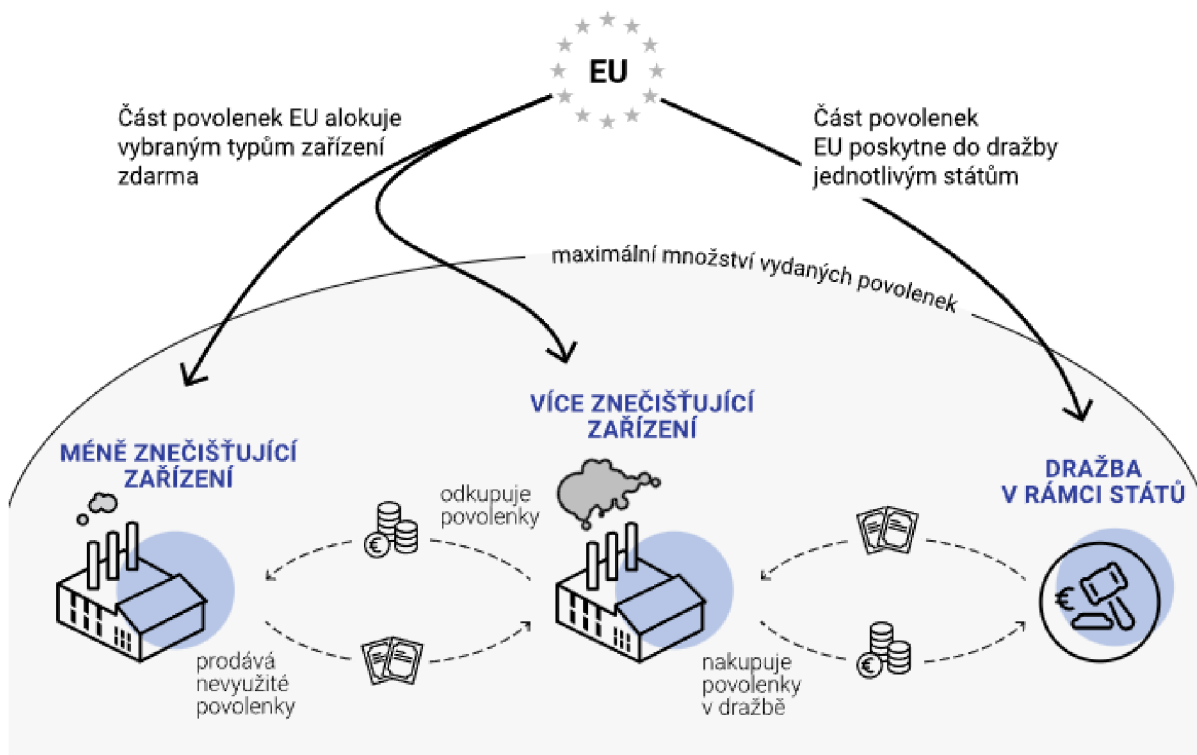 EU
Část povolenek EU alokuje
vybraným typům zařízení
zdarma
Část povolenek
EU poskytne do dražby
jednotlivým státům
maximální množství vydaných povolenek
MÉNĚ ZNEČIŠŤUJÍCÍ
ZAŘÍZENÍ
VÍCE ZNEČIŠŤUJÍCÍ
ZAŘÍZENÍ
DRAŽBA
V RÁMCI STÁTŮ
odkupuje
povolenky
€
prodává
nevyužité
povolenky
nakupuje
povolenky
v dražbě
€
€